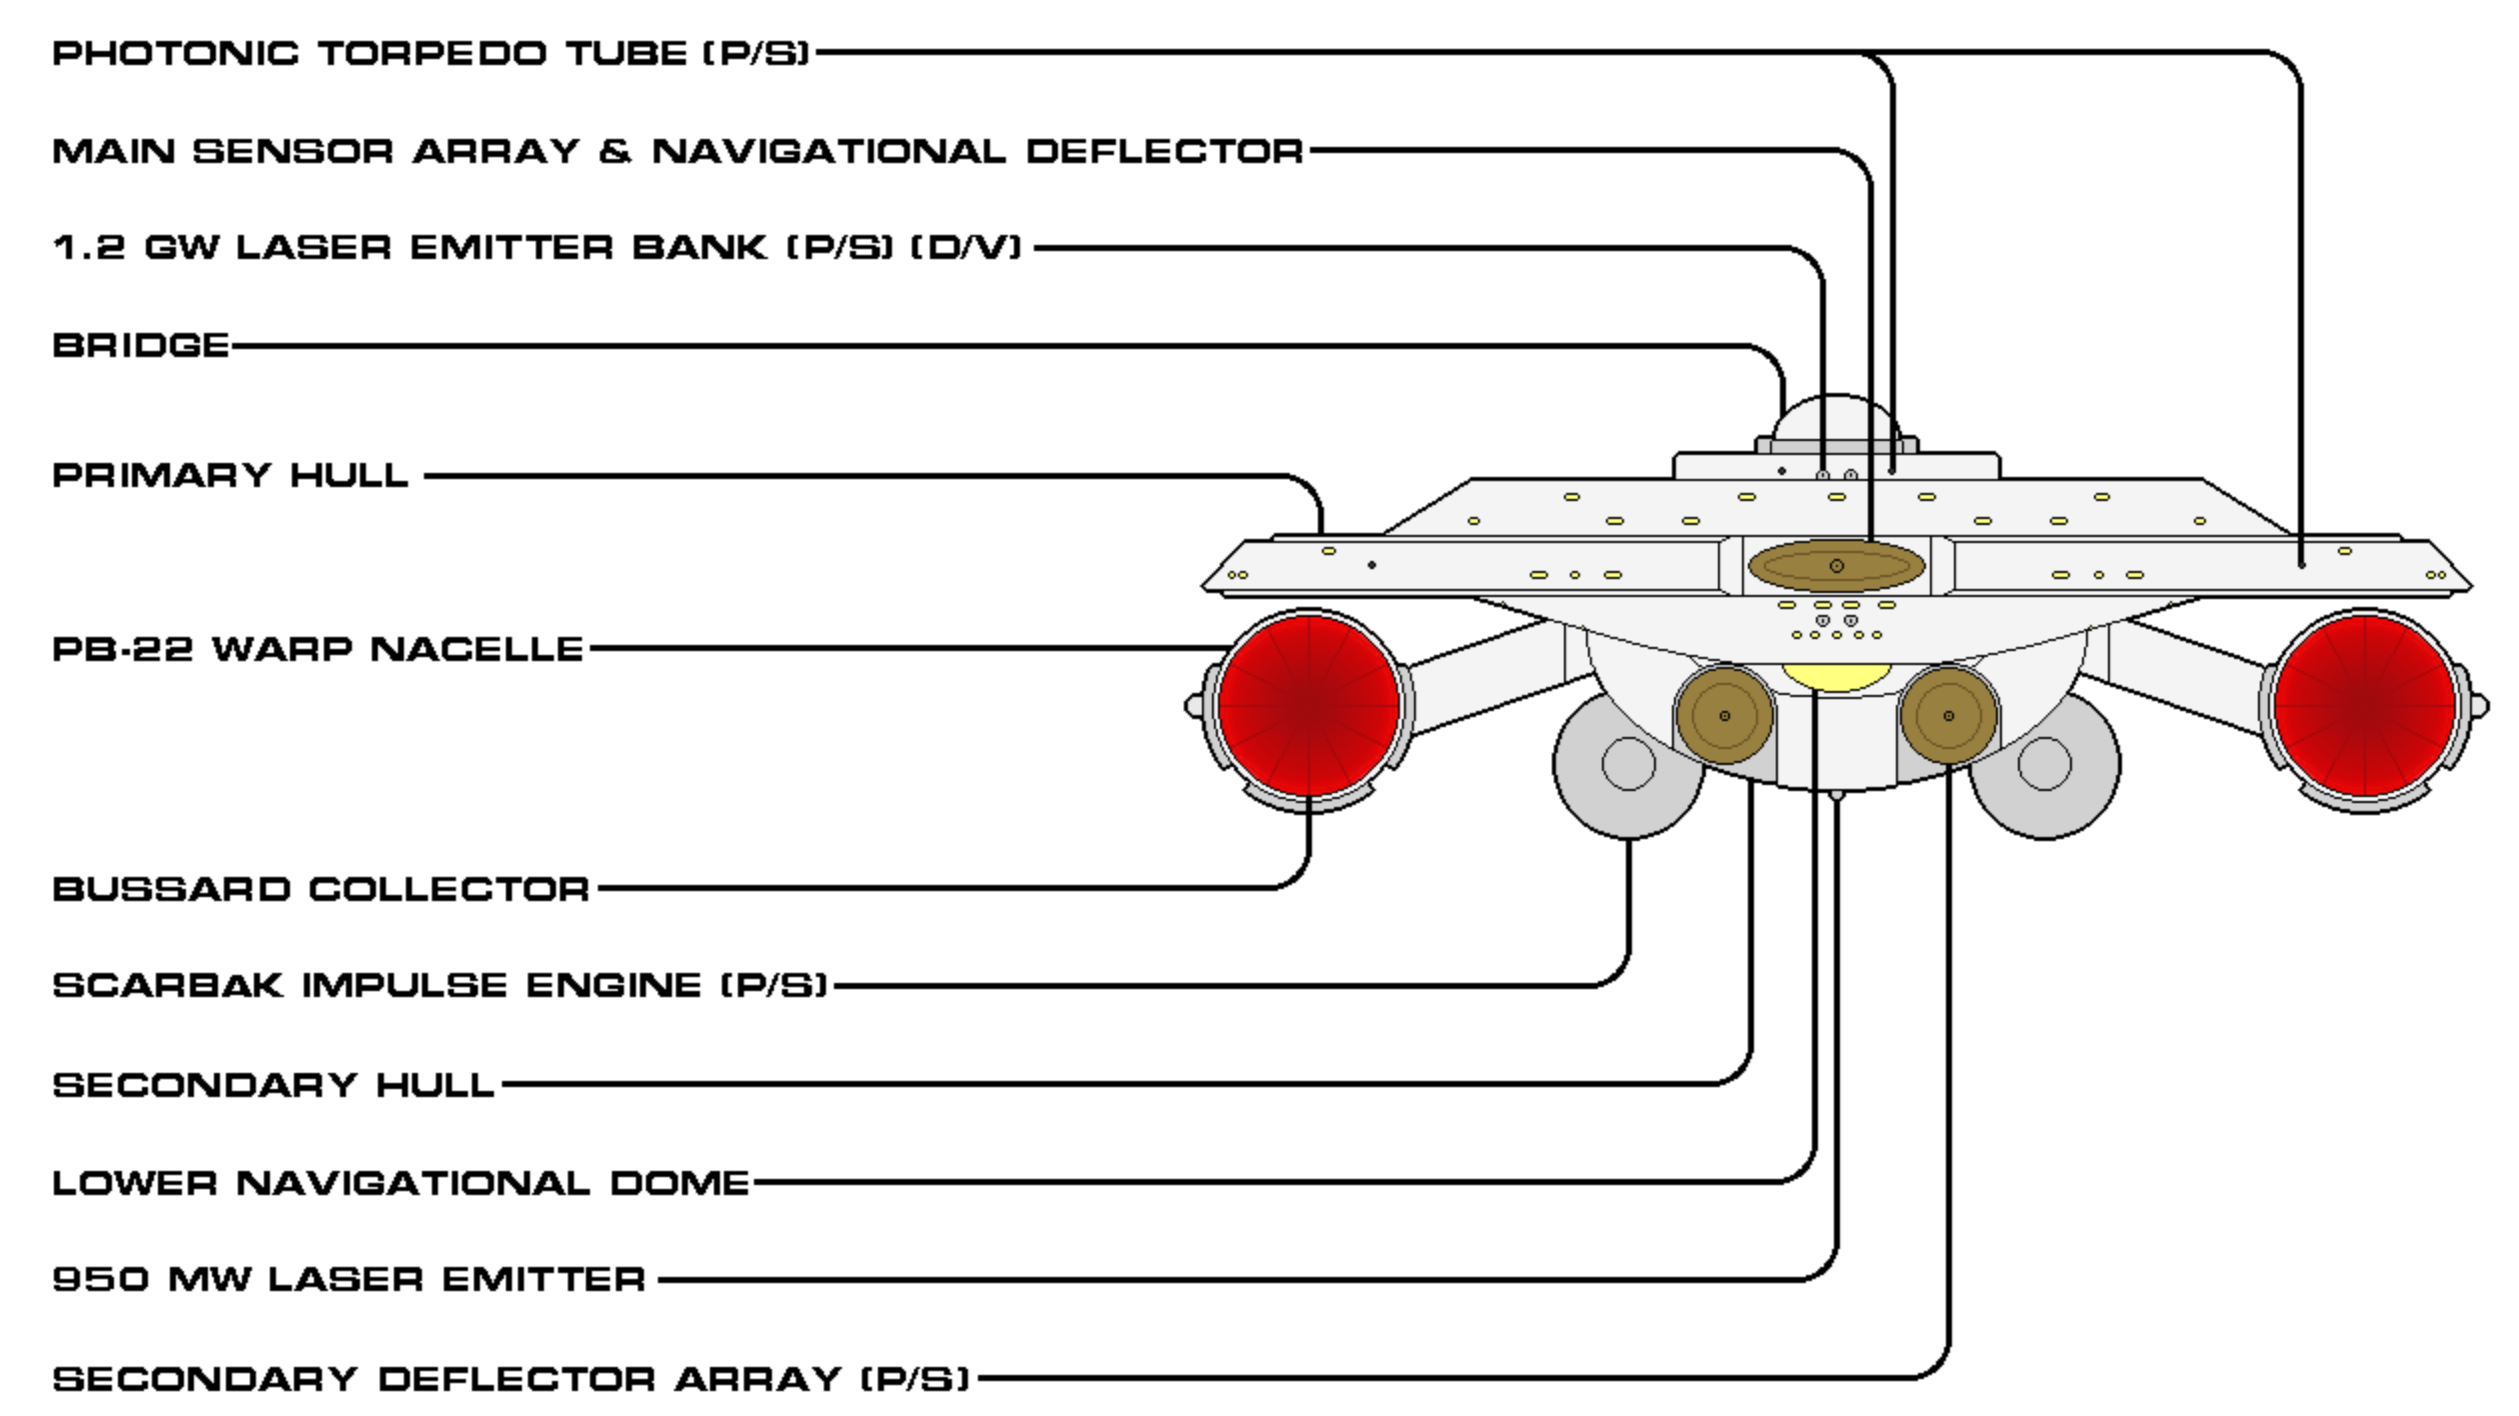 PHOTONIC TORPEDO TUBE (P/S)
MAIN SENSOR ARRAY & NAVIGATIONAL DEFLECTOR
1.2 GW LASER EMITTER BANK (P/S) (D/V)
BRIDGE
PRIMARY HULL
PB-22 WARP NACELLE
BUSSARD COLLECTOR
SCARBAK IMPULSE ENGINE (P/S)
SECONDARY HULL
LOWER NAVIGATIONAL DOME
950 MW LASER EMITTER
SECONDARY DEFLECTOR ARRAY (P/S)